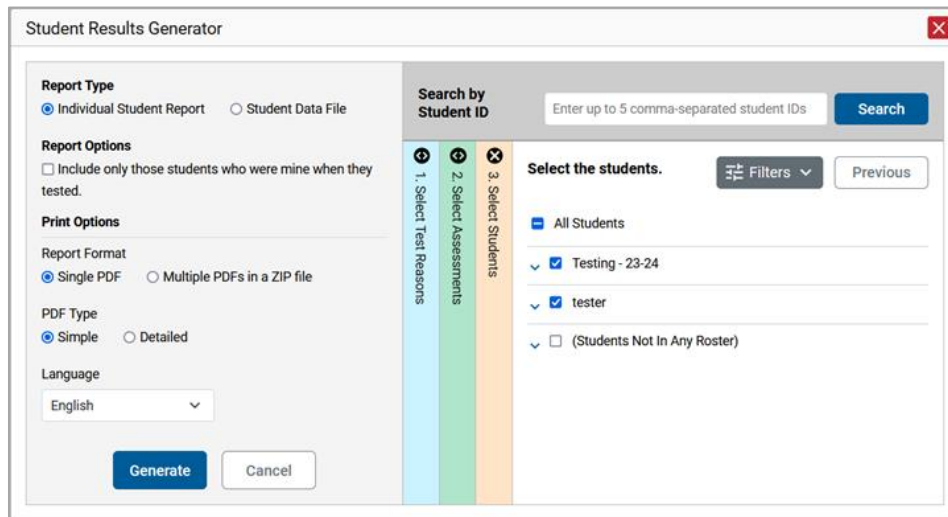 Student Results Generator
Report Type
Individual Student Report
Student Data File
Report Options
Include only those students who were mine when they
tested.
Print Options
Report Format
Single PDF
Multiple PDFs in a ZIP file
PDF Type
Simple
Detailed
Language
English
Generate
Cancel
Search by
Student ID
Enter up to 5 comma-separated student IDs
Search
1. Select Test Reasons
2. Select Assessments
3. Select Students
Select the students.
Filters
Previous
All Students
Testing - 23-24
tester
(Students Not In Any Roster)